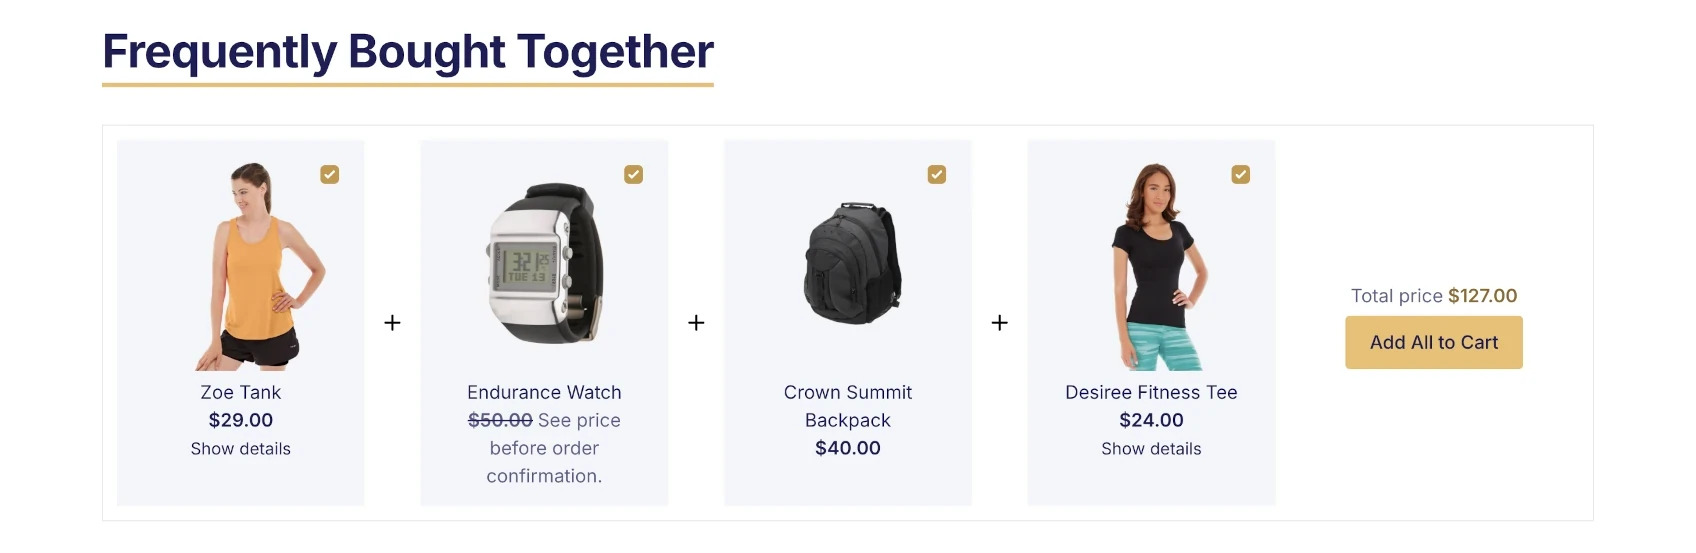 Frequently Bought Together
Zoe Tank
$29.00
Show details
+
Endurance Watch
$50.00 See price
before order
confirmation.
+
Crown Summit
Backpack
$40.00
+
Desiree Fitness Tee
$24.00
Show details
Total price $127.00
Add All to Cart
TUE 13